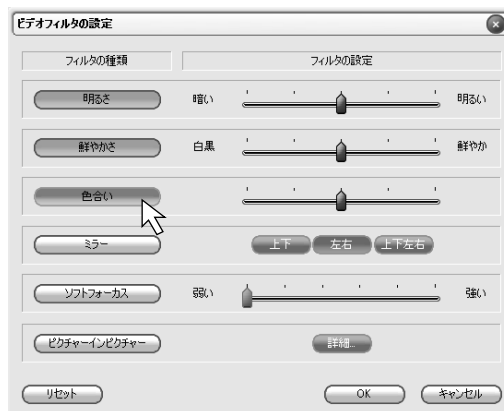 ビデオフィルタの設定
フィルタの種類 フィルタの設定
明るさ 暗い 明るい
鮮やかさ 白黒 鮮やか
色合い
ミラー 上下 左右 上下左右
ソフトフォーカス 弱い 強い
ピクチャーインピクチャー 詳細...
リセット OK キャンセル